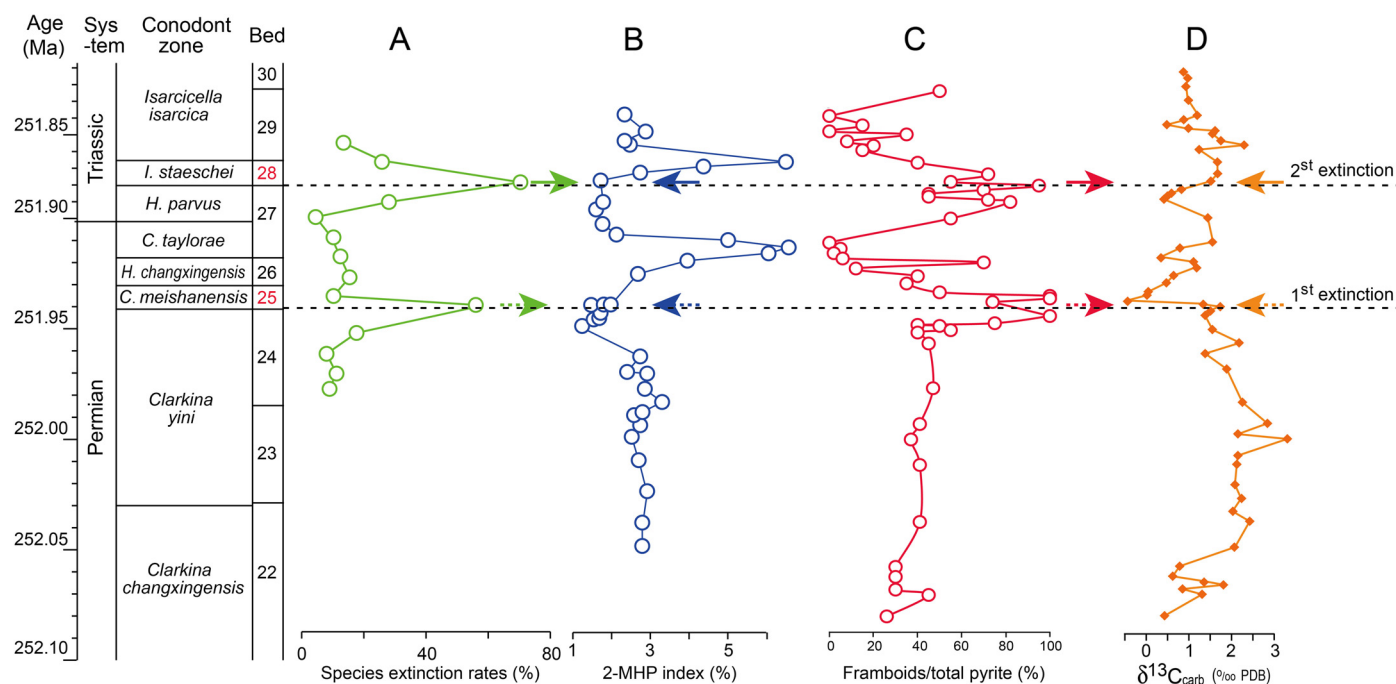 Age
(Ma)
Sys
-tem
Conodont
zone
Bed
A
B
C
D
251.85
251.90
251.95
252.00
252.05
252.10
Triassic
Permian
Isarcicella
isarcica
I. staeschei
H. parvus
C. taylorae
H. changxingensis
C. meishanensis
Clarkina
yini
Clarkina
changxingensis
30
29
28
27
26
25
24
23
22
2st extinction
1st extinction
0 40 80
Species extinction rates (%)
1 3 5
2-MHP index (%)
0 20 40 60 80 100
Framboids/total pyrite (%)
0 1 2 3
δ13Ccarb (‰ PDB)